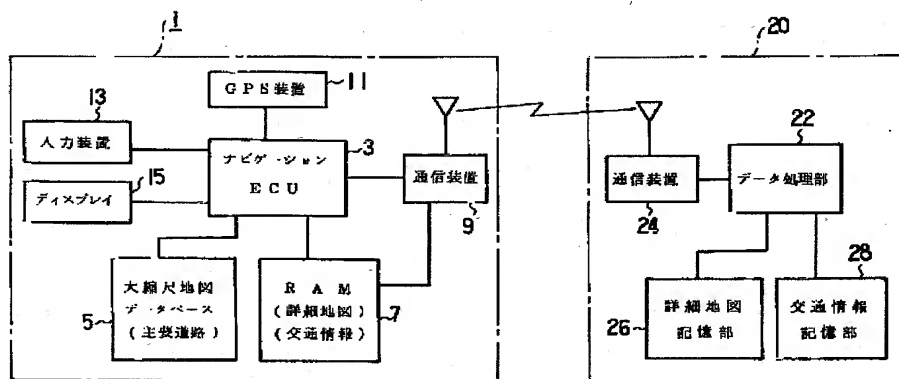 1
20
11
GPS装置
13
入力装置
ナビゲーション
ECU
3
通信装置
9
15
ディスプレイ
大縮尺地図
データベース
(主要道路)
5
RAM
(詳細地図)
(交通情報)
7
22
通信装置
24
データ処理部
28
詳細地図
記憶部
26
交通情報
記憶部